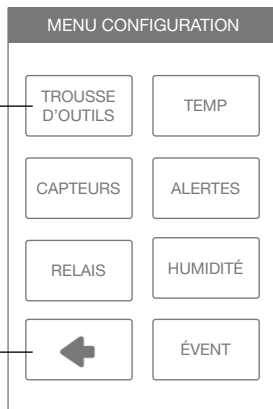 MENU CONFIGURATION
TROUSSE
D'OUTILS
TEMP
CAPTEURS
ALERTES
RELAIS
HUMIDITÉ
ÉVENT